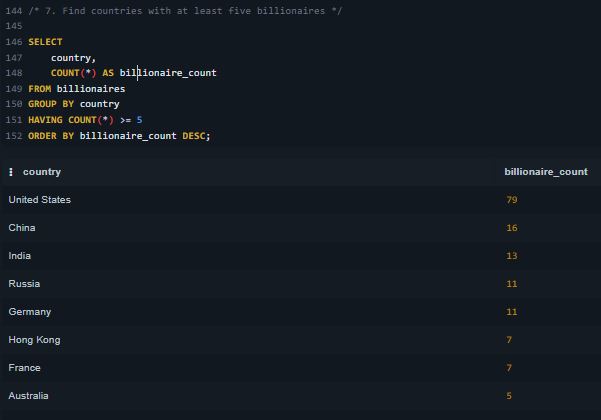 144 /* 7. Find countries with at least five billionaires */
145
146 SELECT
147     country,
148     COUNT(*) AS billionaire_count
149 FROM billionaires
150 GROUP BY country
151 HAVING COUNT(*) >= 5
152 ORDER BY billionaire_count DESC;
country billionaire_count
United States 79
China 16
India 13
Russia 11
Germany 11
Hong Kong 7
France 7
Australia 5